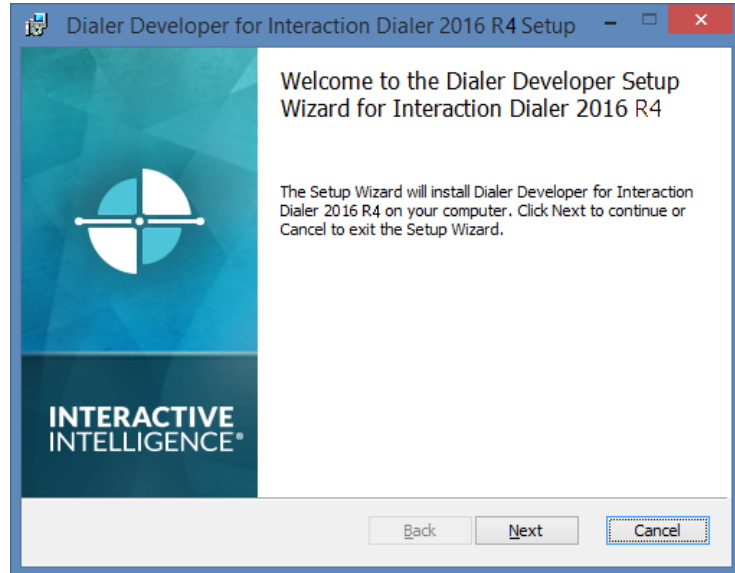 Dialer Developer for Interaction Dialer 2016 R4 Setup
Welcome to the Dialer Developer Setup
Wizard for Interaction Dialer 2016 R4
The Setup Wizard will install Dialer Developer for Interaction
Dialer 2016 R4 on your computer. Click Next to continue or
Cancel to exit the Setup Wizard.
INTERACTIVE
INTELLIGENCE®
Back Next Cancel